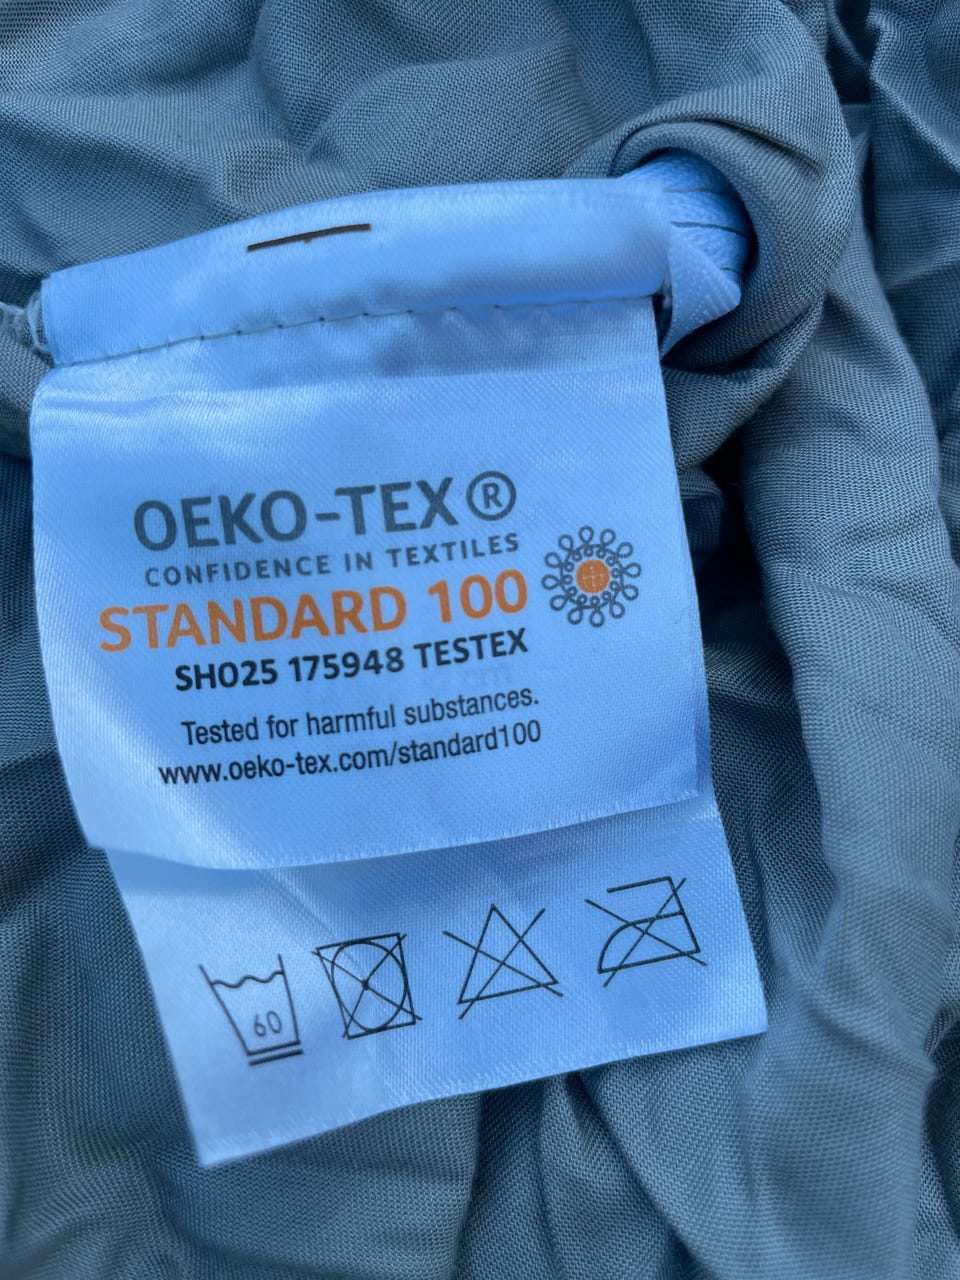 OEKO-TEX®
CONFIDENCE IN TEXTILES
STANDARD 100
SH025 175948 TESTEX
Tested for harmful substances.
www.oeko-tex.com/standard100
60